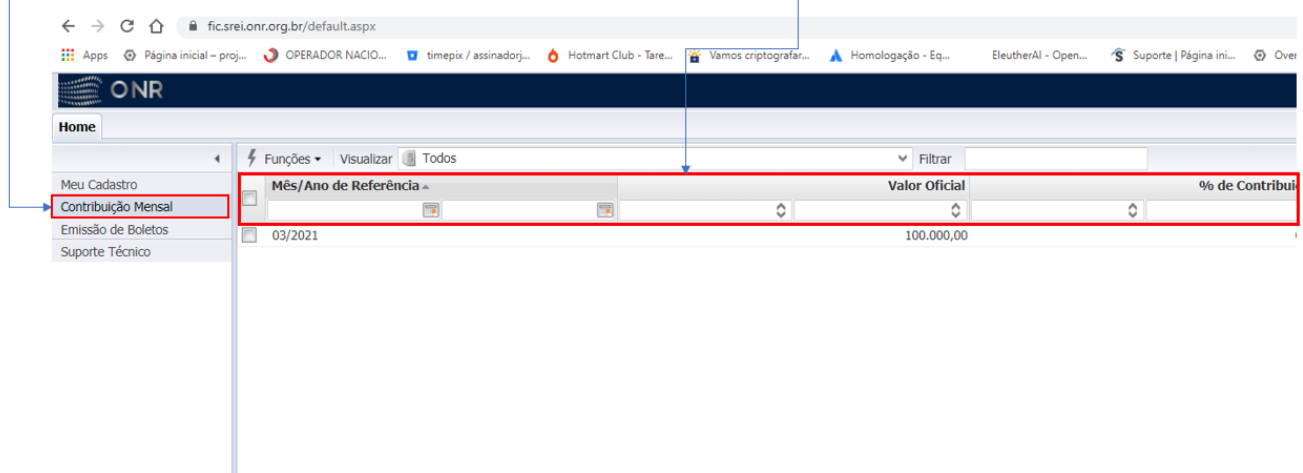 fic.srei.onr.org.br/default.aspx
Apps Página inicial – proj... OPERADOR NACIO... timepix / assinadorj... Hotmart Club - Tare... Vamos criptografar... Homologação - Eq... EleutherAI - Open... Suporte | Página ini... Over
ONR
Home
Funções Visualizar Todos Filtrar
Meu Cadastro
Contribuição Mensal
Emissão de Boletos
Suporte Técnico
Mês/Ano de Referência Valor Oficial % de Contribui
03/2021 100.000,00